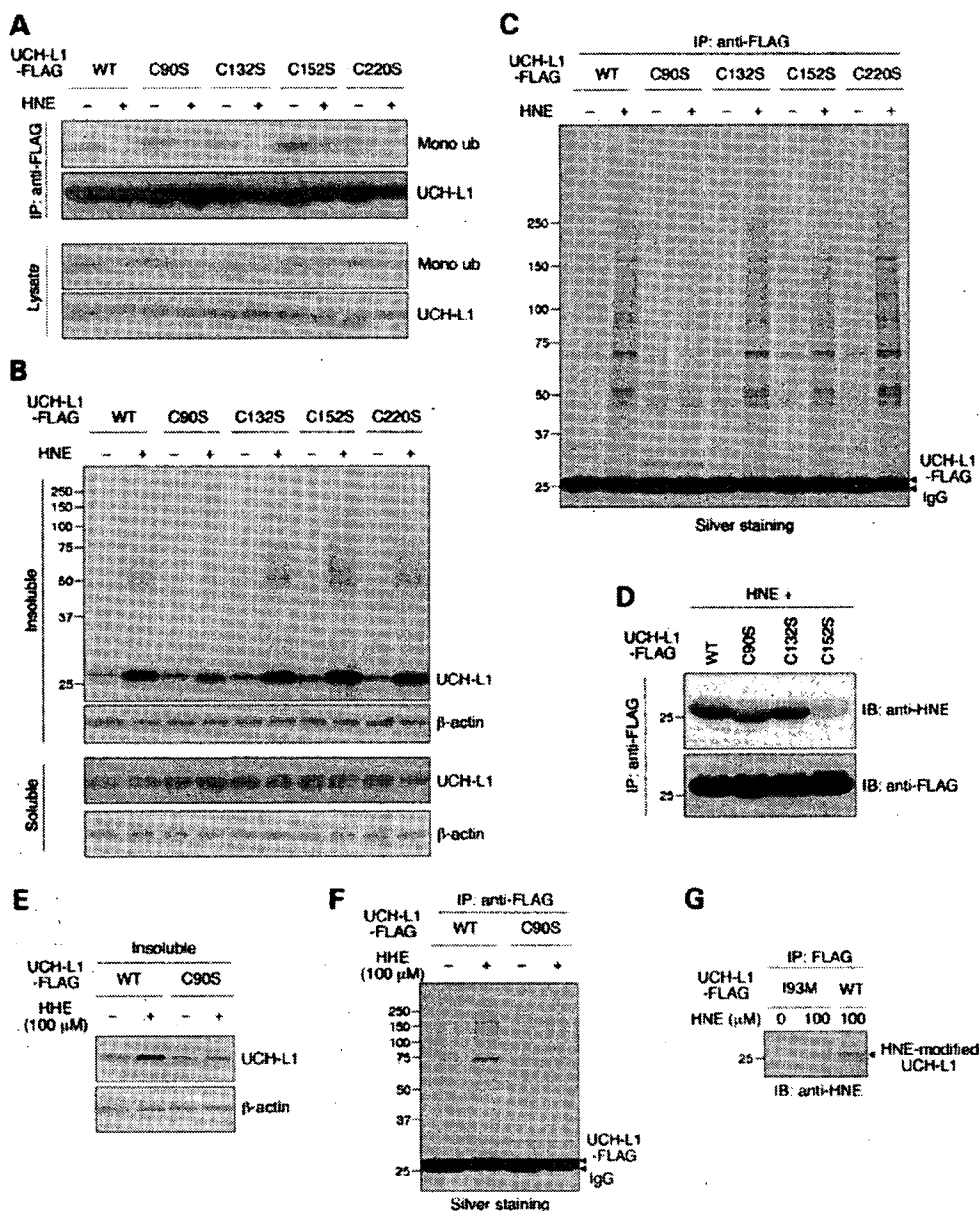 A
UCH-L1
-FLAG
WT C90S C132S C152S C220S
HNE - + - + - + - + - +
IP: anti-FLAG
Mono ub
UCH-L1
Lysate
Mono ub
UCH-L1
B
UCH-L1
-FLAG
WT C90S C132S C152S C220S
HNE - + - + - + - + - +
Insoluble
250
150
100
75
50
37
25
UCH-L1
β-actin
Soluble
UCH-L1
β-actin
C
IP: anti-FLAG
UCH-L1
-FLAG
WT C90S C132S C152S C220S
HNE - + - + - + - + - +
250
150
100
75
50
37
25
UCH-L1
-FLAG
IgG
Silver staining
D
HNE +
UCH-L1
-FLAG
WT C90S C132S C152S
IP: anti-FLAG
25
IB: anti-HNE
25
IB: anti-FLAG
E
Insoluble
UCH-L1
-FLAG
WT C90S
HHE
(100 μM)
- + - +
UCH-L1
β-actin
F
IP: anti-FLAG
UCH-L1
-FLAG
WT C90S
HHE
(100 μM)
- + - +
250
150
100
75
50
37
25
UCH-L1
-FLAG
IgG
Silver staining
G
IP: FLAG
UCH-L1
-FLAG
I93M WT
HNE (μM) 0 100 100
25
HNE-modified
UCH-L1
IB: anti-HNE